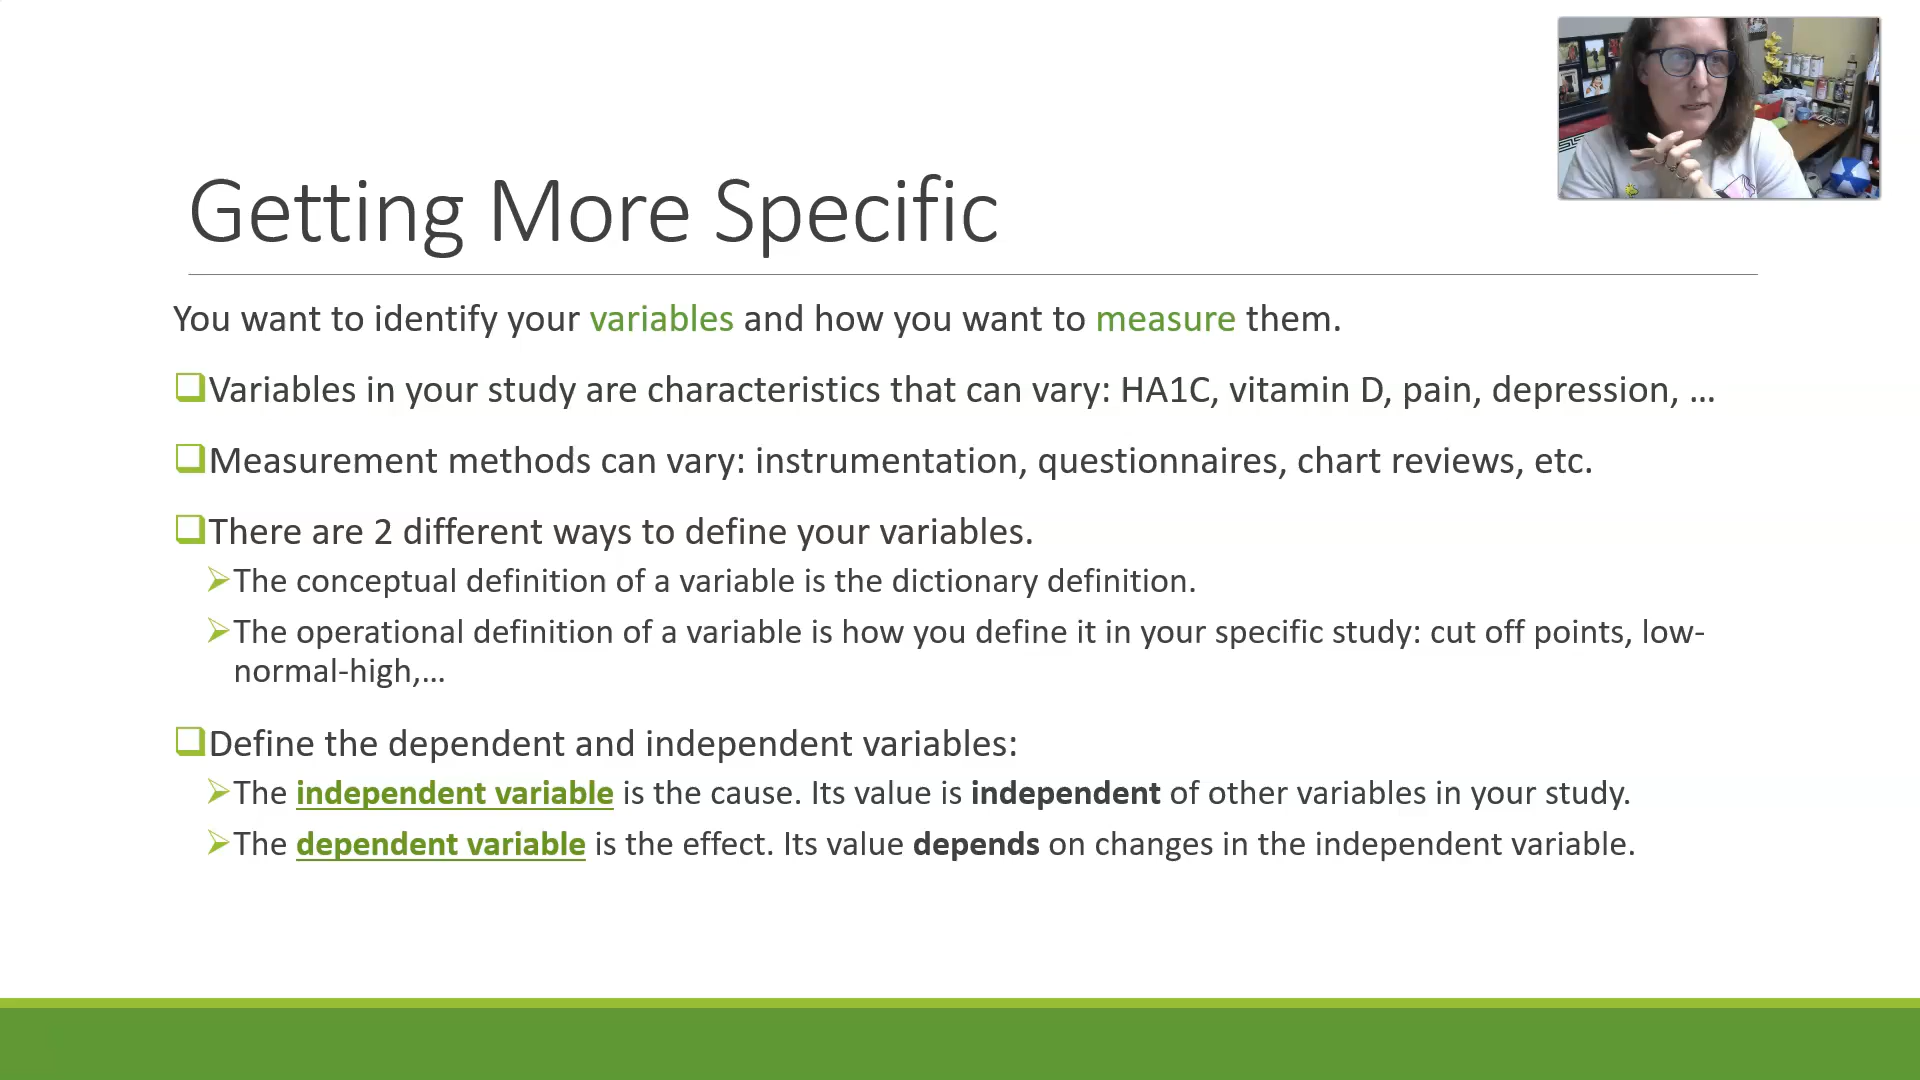 Getting More Specific
You want to identify your variables and how you want to measure them.
Variables in your study are characteristics that can vary: HA1C, vitamin D, pain, depression, …
Measurement methods can vary: instrumentation, questionnaires, chart reviews, etc.
There are 2 different ways to define your variables.
The conceptual definition of a variable is the dictionary definition.
The operational definition of a variable is how you define it in your specific study: cut off points, low-
normal-high,…
Define the dependent and independent variables:
The independent variable is the cause. Its value is independent of other variables in your study.
The dependent variable is the effect. Its value depends on changes in the independent variable.